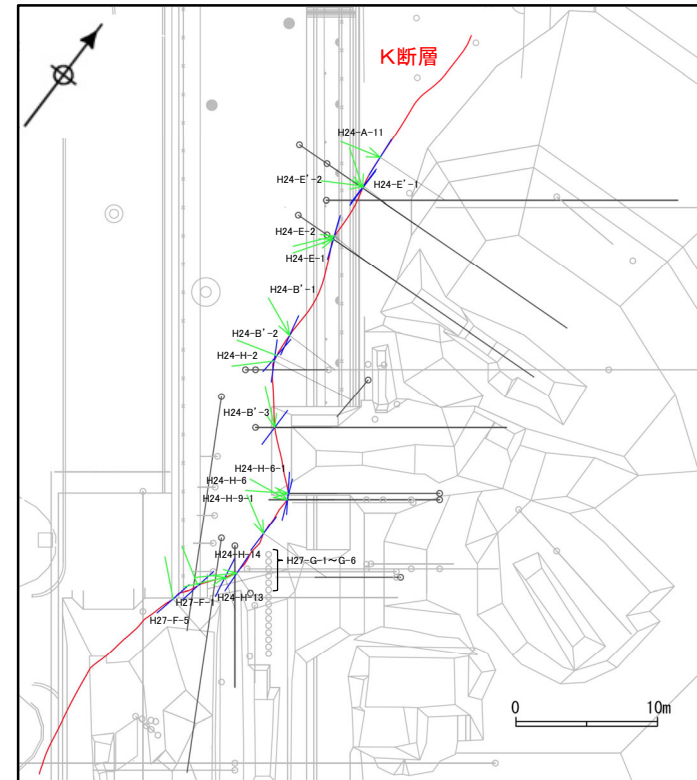 K断層
H24-A-11
H24-E'-2
H24-E'-1
H24-E-2
H24-E-1
H24-B'-1
H24-B'-2
H24-H-2
H24-B'-3
H24-H-6-1
H24-H-6
H24-H-9-1
H24-H-14
H27-G-1～G-6
H27-F-1
H24-H-13
H27-F-5
0
10m